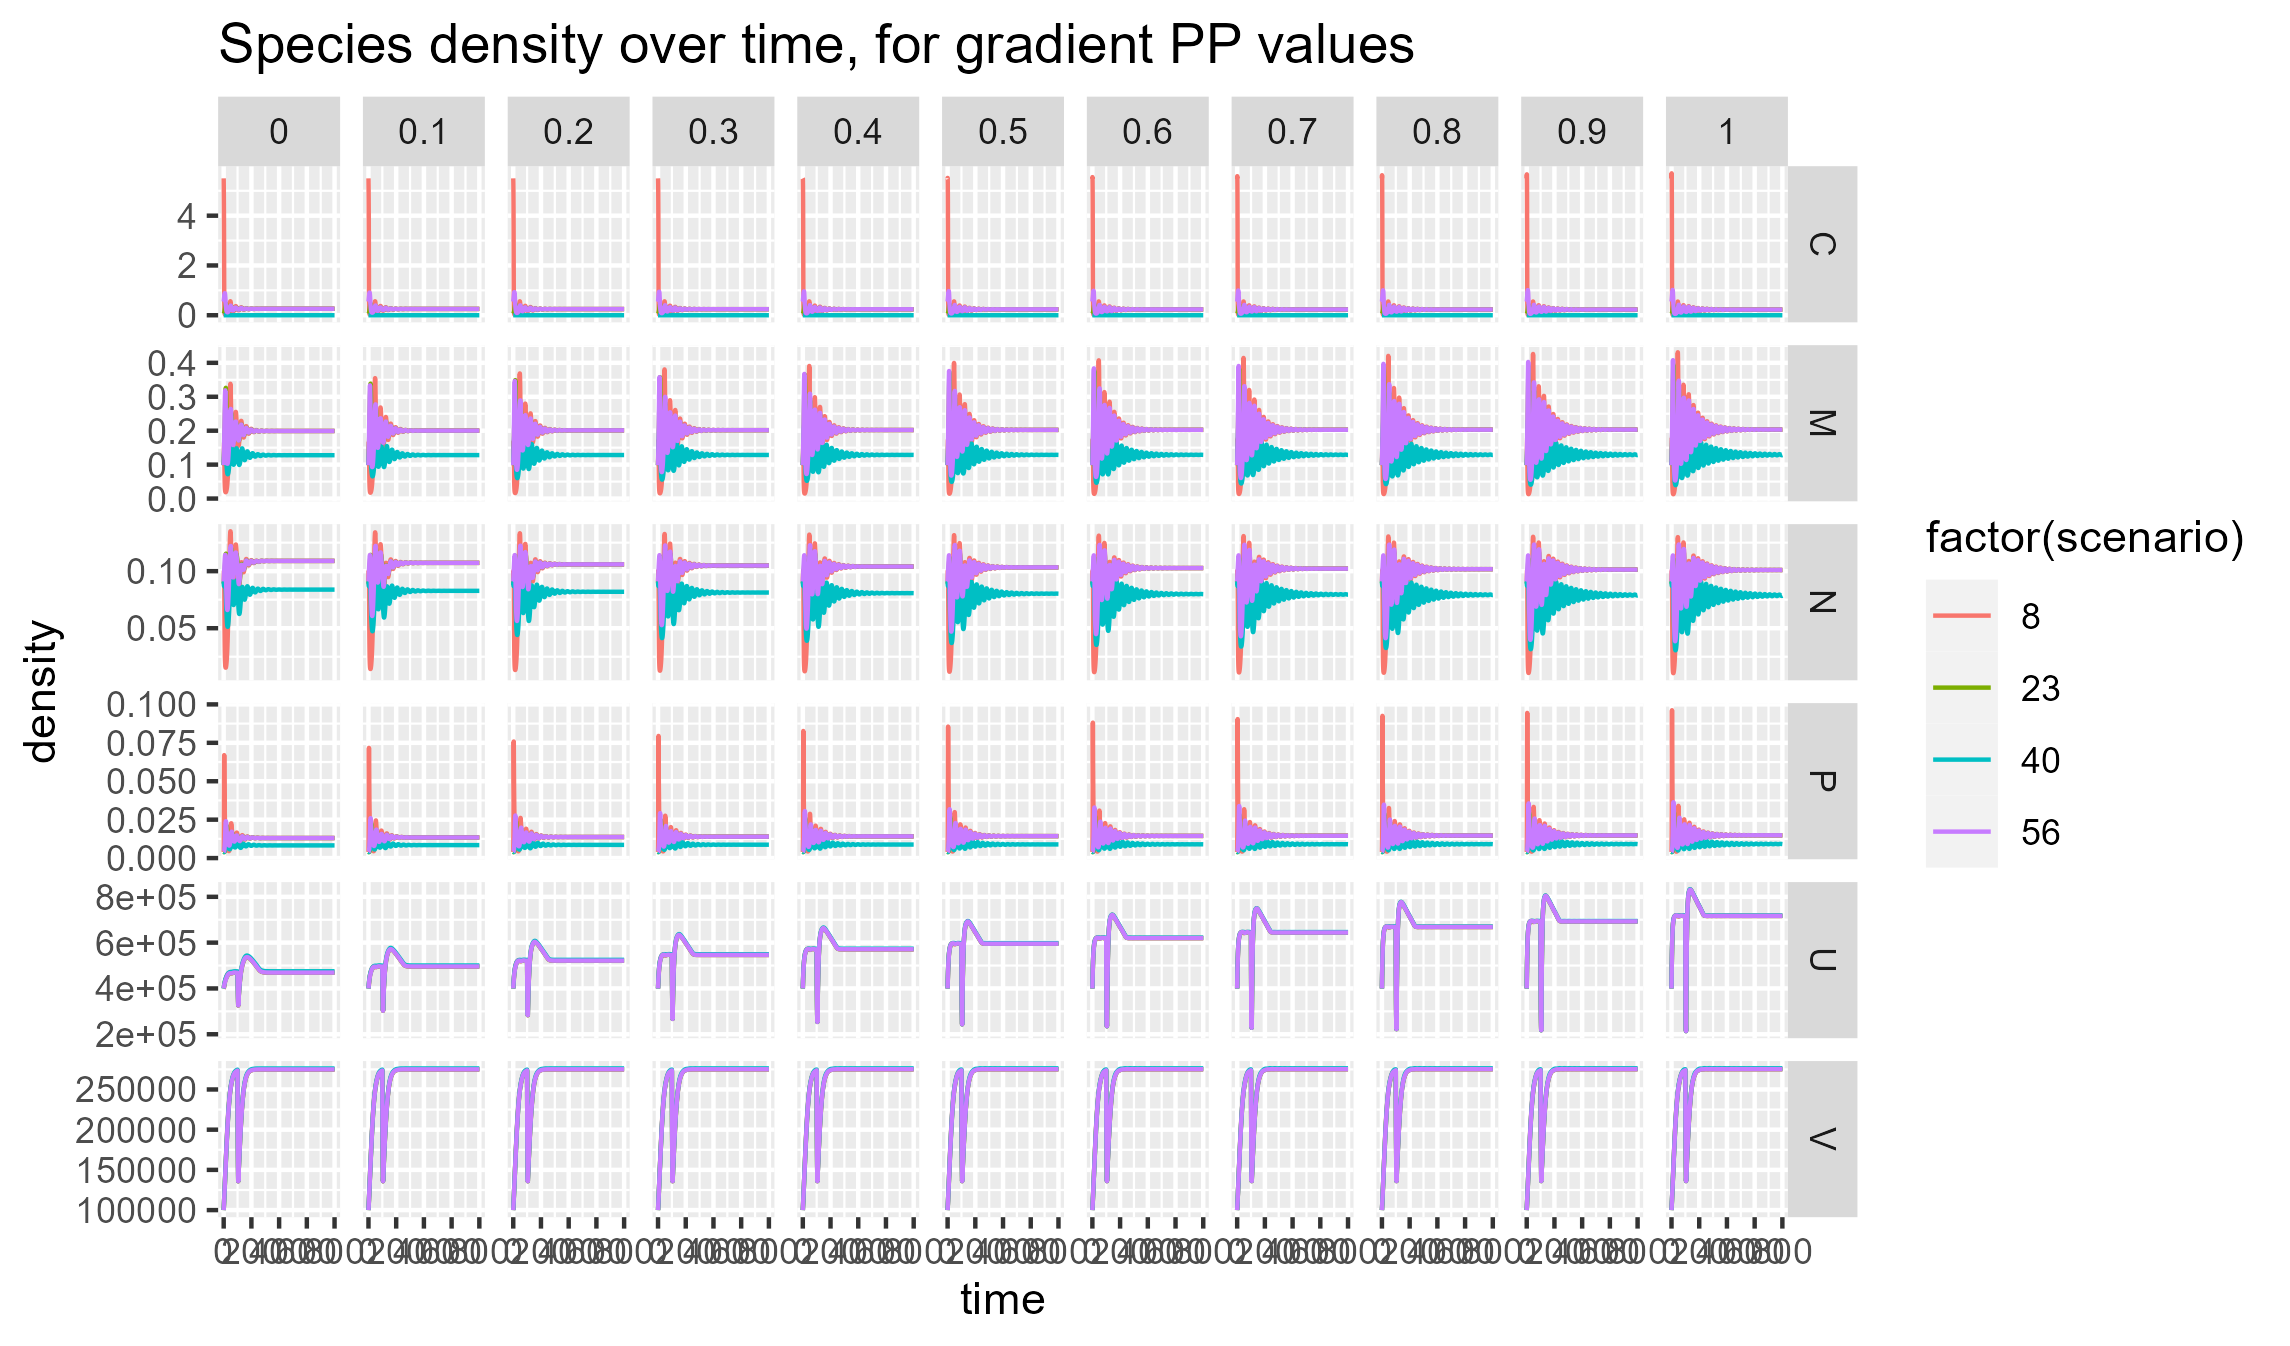 Species density over time, for gradient PP values
0 0.1 0.2 0.3 0.4 0.5 0.6 0.7 0.8 0.9 1
4
2
0
C
0.4
0.3
0.2
0.1
0.0
M
0.10
0.05
N
0.100
0.075
0.050
0.025
0.000
P
8e+05
6e+05
4e+05
2e+05
U
250000
200000
150000
100000
V
density
time
factor(scenario)
8
23
40
56